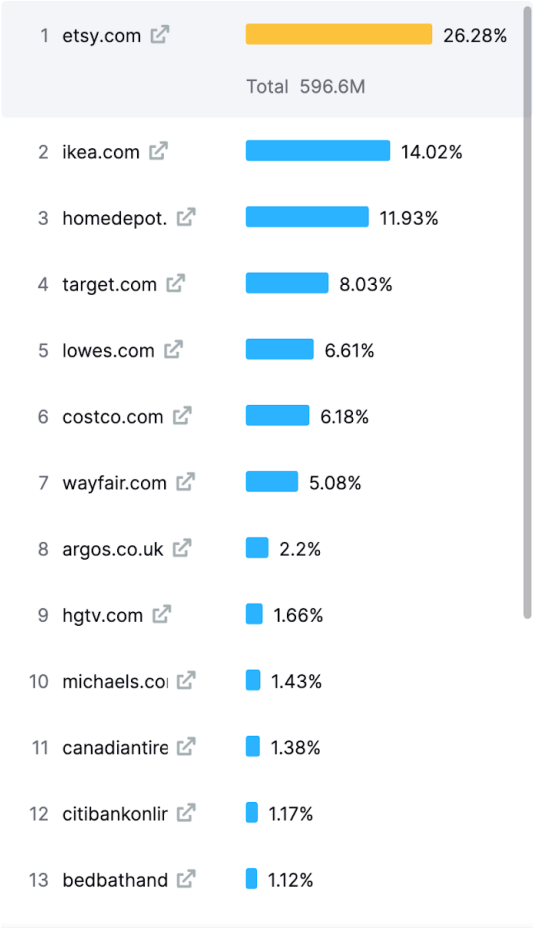 1 etsy.com 26.28%
Total 596.6M
2 ikea.com 14.02%
3 homedepot. 11.93%
4 target.com 8.03%
5 lowes.com 6.61%
6 costco.com 6.18%
7 wayfair.com 5.08%
8 argos.co.uk 2.2%
9 hgtv.com 1.66%
10 michaels.co 1.43%
11 canadiantire 1.38%
12 citibankonlir 1.17%
13 bedbathand 1.12%